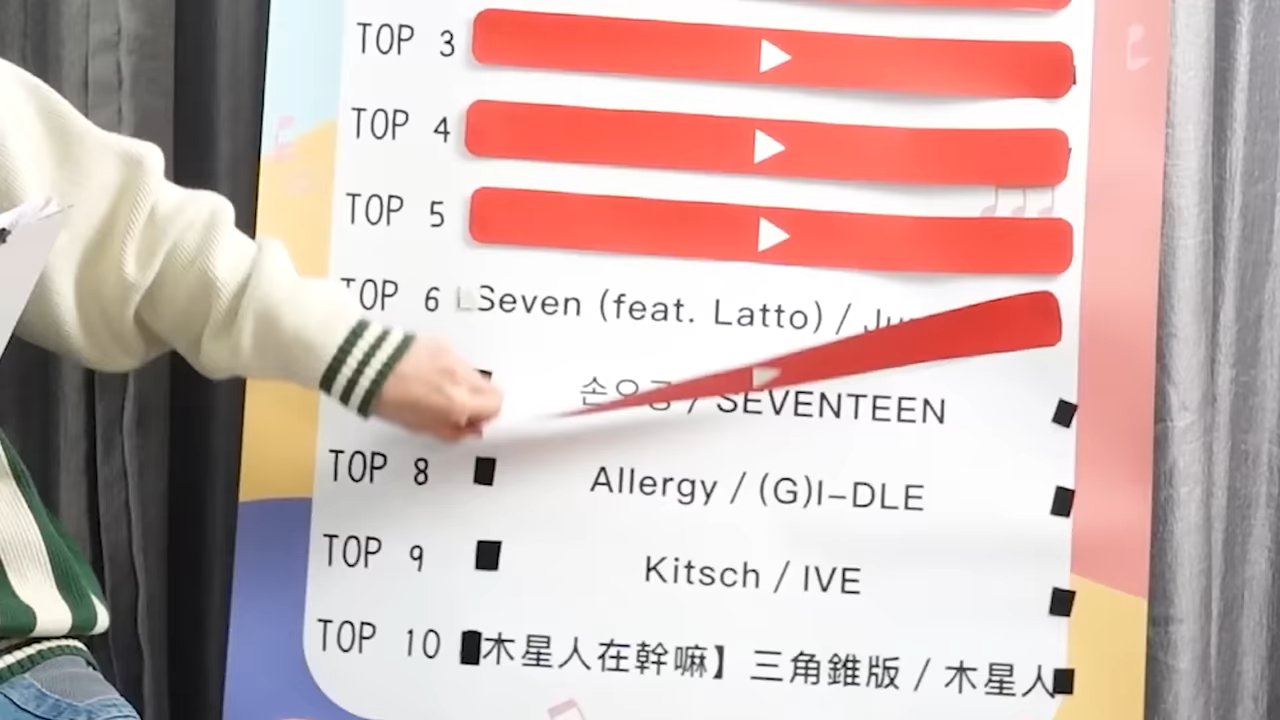 TOP 3
TOP 4
TOP 5
TOP 6 Seven (feat. Latto) /
/ SEVENTEEN
TOP 8 Allergy / (G)I-DLE
TOP 9 Kitsch / IVE
TOP 10 木星人在幹嘛】三角錐版 / 木星人